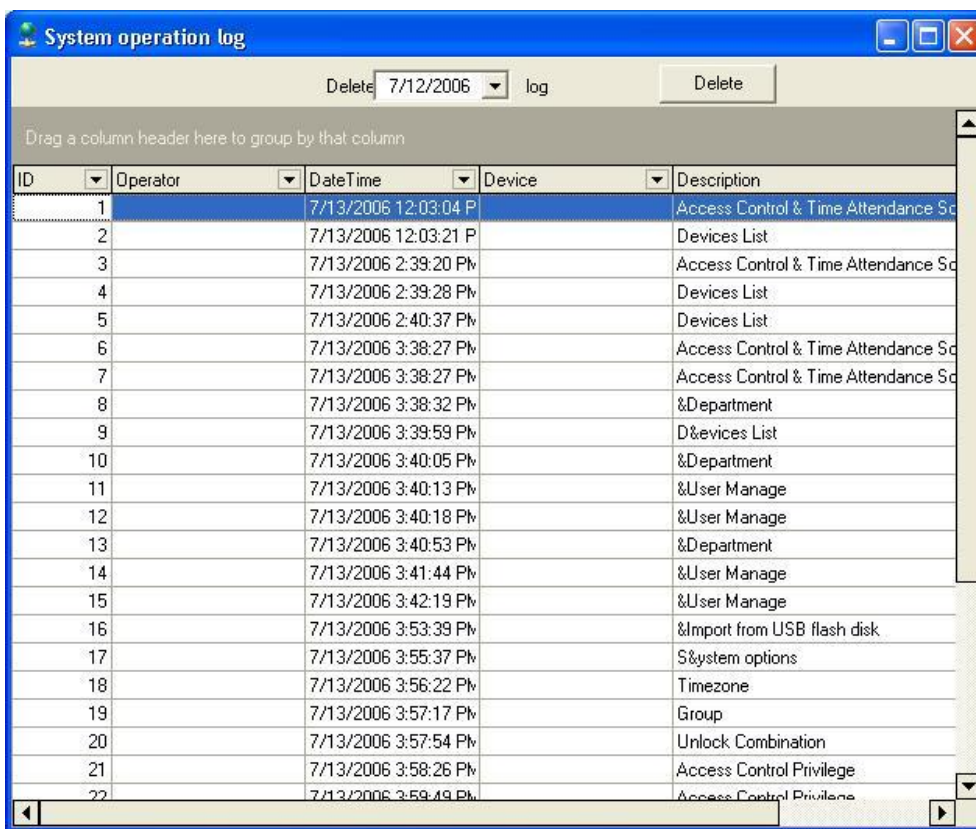 System operation log
Delete 7/12/2006 log Delete
Drag a column header here to group by that column
ID Operator DateTime Device Description
1 7/13/2006 12:03:04 P Access Control & Time Attendance Sc
2 7/13/2006 12:03:21 P Devices List
3 7/13/2006 2:39:20 PM Access Control & Time Attendance Sc
4 7/13/2006 2:39:28 PM Devices List
5 7/13/2006 2:40:37 PM Devices List
6 7/13/2006 3:38:27 PM Access Control & Time Attendance Sc
7 7/13/2006 3:38:27 PM Access Control & Time Attendance Sc
8 7/13/2006 3:38:32 PM &Department
9 7/13/2006 3:39:59 PM D&evices List
10 7/13/2006 3:40:05 PM &Department
11 7/13/2006 3:40:13 PM &User Manage
12 7/13/2006 3:40:18 PM &User Manage
13 7/13/2006 3:40:53 PM &Department
14 7/13/2006 3:41:44 PM &User Manage
15 7/13/2006 3:42:19 PM &User Manage
16 7/13/2006 3:53:39 PM &Import from USB flash disk
17 7/13/2006 3:55:37 PM S&ystem options
18 7/13/2006 3:56:22 PM Timezone
19 7/13/2006 3:57:17 PM Group
20 7/13/2006 3:57:54 PM Unlock Combination
21 7/13/2006 3:58:26 PM Access Control Privilege
22 7/13/2006 3:59:49 PM Access Control Privilege